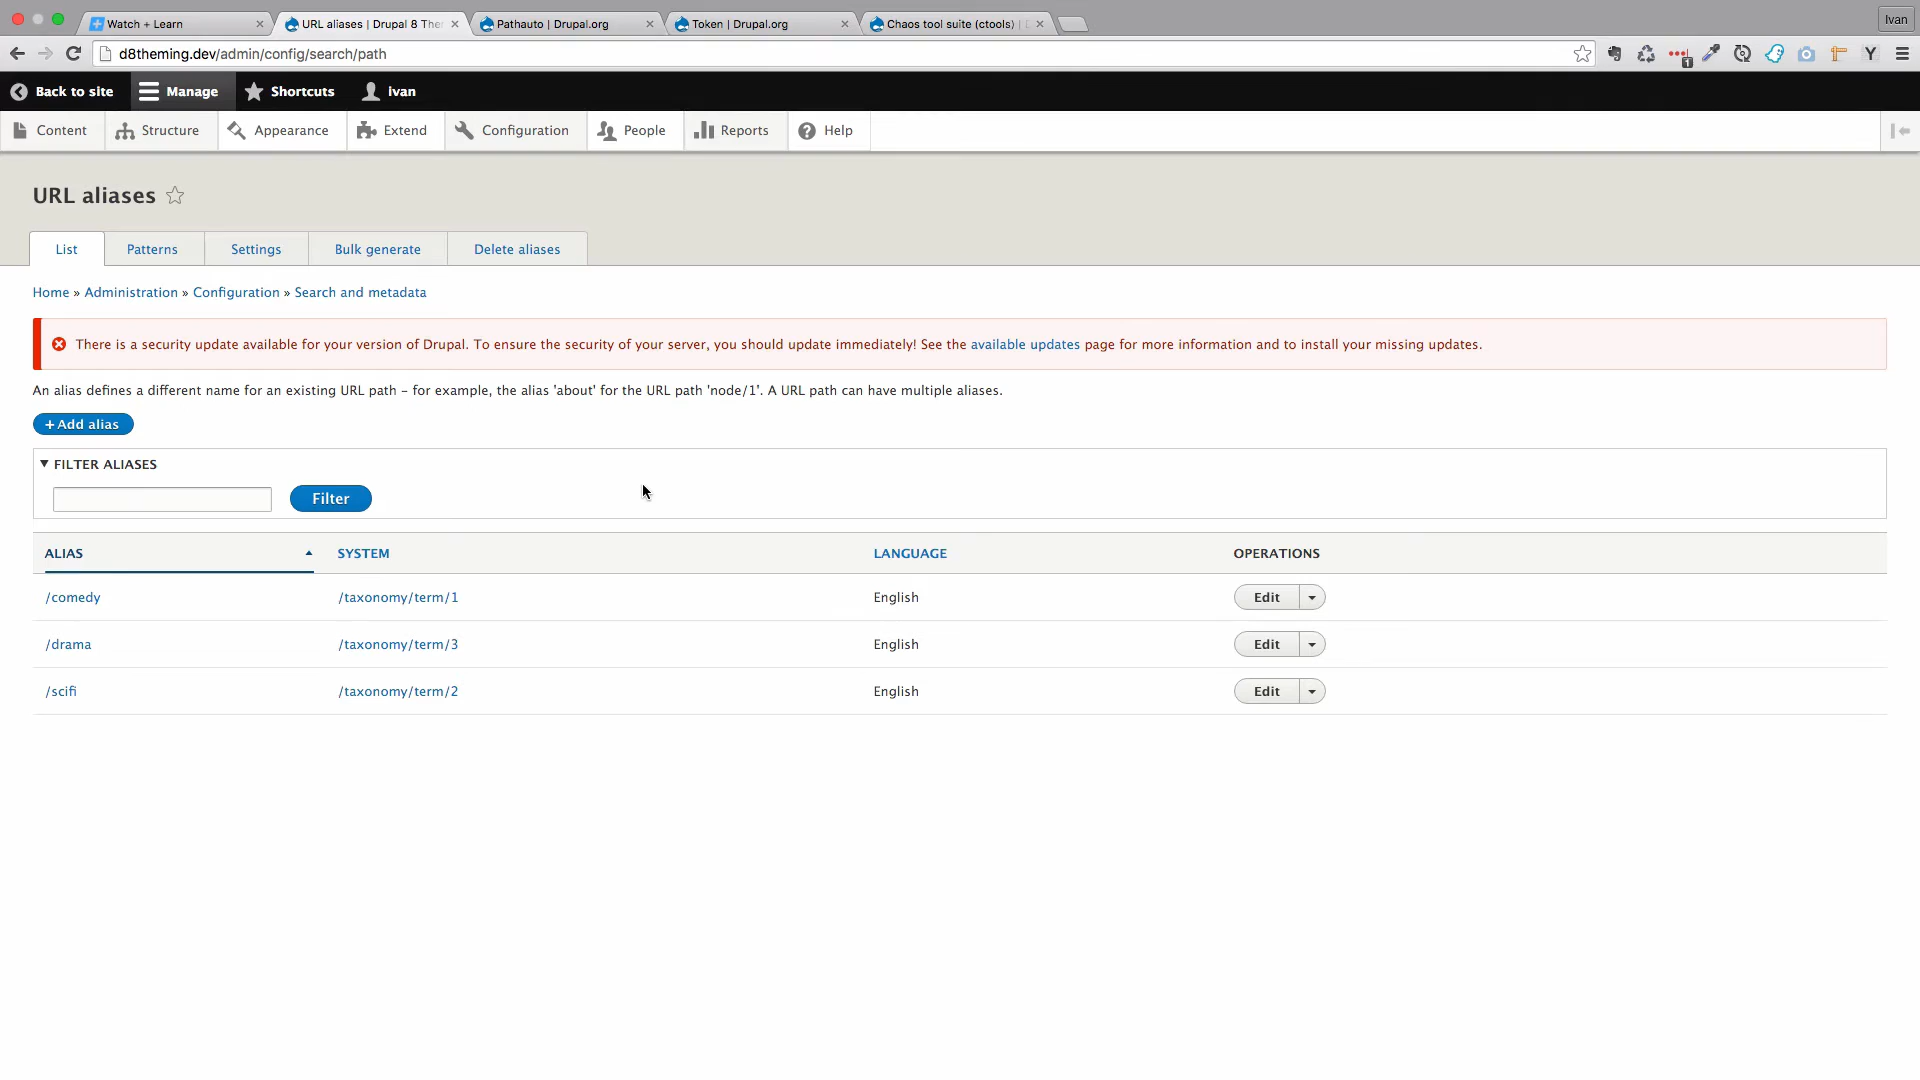 Watch + Learn
URL aliases | Drupal 8 The
Pathauto | Drupal.org
Token | Drupal.org
Chaos tool suite (ctools) |
Ivan
d8theming.dev/admin/config/search/path
1
Y
Back to site
Manage
Shortcuts
ivan
Content
Structure
Appearance
Extend
Configuration
People
Reports
Help
URL aliases
List
Patterns
Settings
Bulk generate
Delete aliases
Home » Administration » Configuration » Search and metadata
There is a security update available for your version of Drupal. To ensure the security of your server, you should update immediately! See the available updates page for more information and to install your missing updates.
An alias defines a different name for an existing URL path – for example, the alias 'about' for the URL path 'node/1'. A URL path can have multiple aliases.
+ Add alias
▼ FILTER ALIASES
Filter
ALIAS SYSTEM LANGUAGE OPERATIONS
/comedy /taxonomy/term/1 English Edit
/drama /taxonomy/term/3 English Edit
/scifi /taxonomy/term/2 English Edit